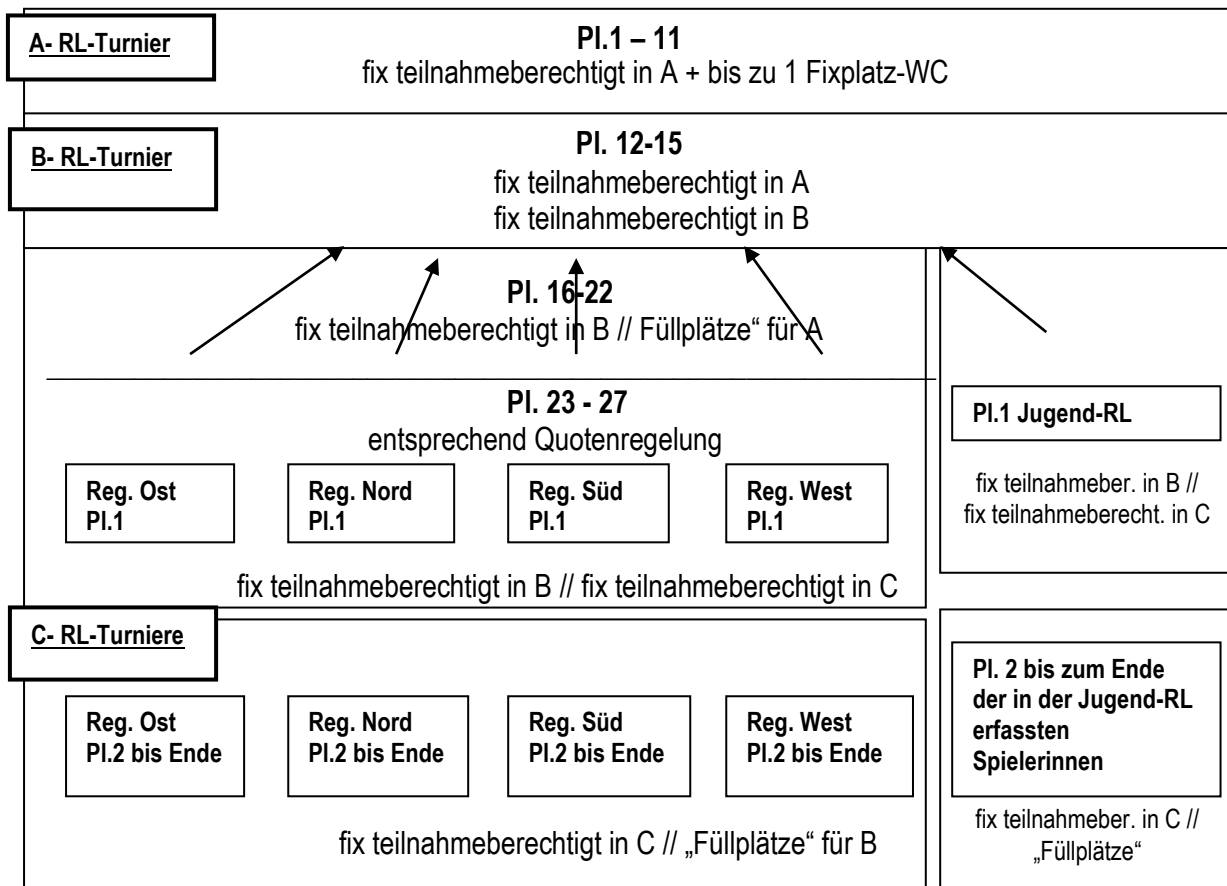 A- RL-Turnier
Pl.1 – 11
fix teilnahmeberechtigt in A + bis zu 1 Fixplatz-WC
B- RL-Turnier
Pl. 12-15
fix teilnahmeberechtigt in A
fix teilnahmeberechtigt in B
Pl. 16-22
fix teilnahmeberechtigt in B // Füllplätze“ für A
Pl. 23 - 27
entsprechend Quotenregelung
Reg. Ost
Pl.1
Reg. Nord
Pl.1
Reg. Süd
Pl.1
Reg. West
Pl.1
fix teilnahmeberechtigt in B // fix teilnahmeberechtigt in C
Pl.1 Jugend-RL
fix teilnahmeber. in B //
fix teilnahmeberecht. in C
C- RL-Turniere
Reg. Ost
Pl.2 bis Ende
Reg. Nord
Pl.2 bis Ende
Reg. Süd
Pl.2 bis Ende
Reg. West
Pl.2 bis Ende
fix teilnahmeberechtigt in C // „Füllplätze“ für B
Pl. 2 bis zum Ende
der in der Jugend-RL
erfassten
Spielerinnen
fix teilnahmeber. in C //
„Füllplätze“